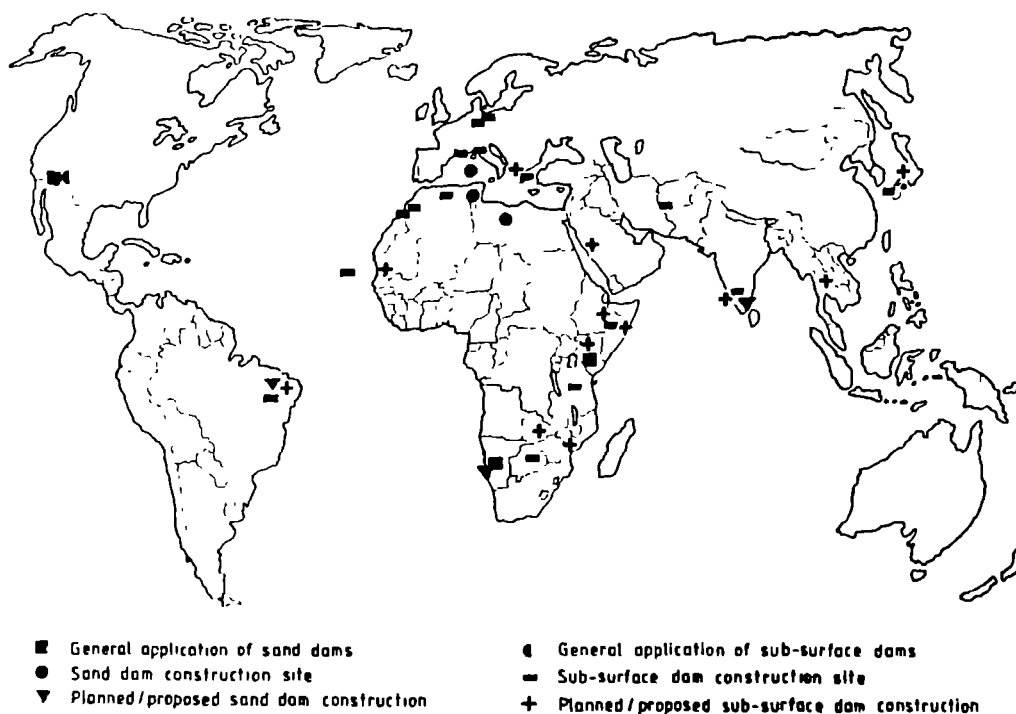 General application of sand dams
Sand dam construction site
Planned/proposed sand dam construction
General application of sub-surface dams
Sub-surface dam construction site
Planned/proposed sub-surface dam construction